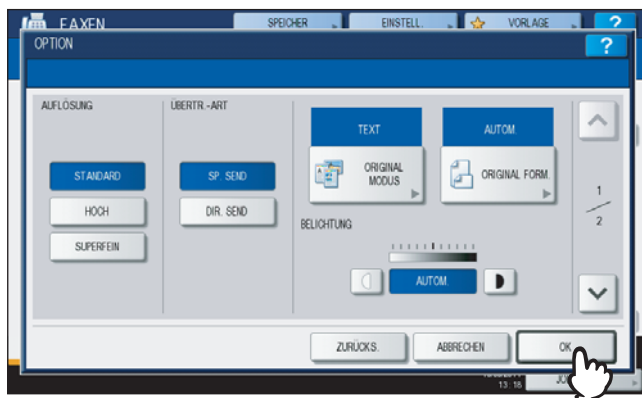 FAXEN SPEICHER EINSTELL. VORLAGE ?
OPTION ?
AUFLÖSUNG ÜBERTR.-ART
TEXT AUTOM.
STANDARD SP. SEND ORIGINAL MODUS ORIGINAL FORM.
1
HOCH DIR. SEND 2
BELICHTUNG
SUPERFEIN
AUTOM.
ZURÜCKS. ABBRECHEN OK
13:18